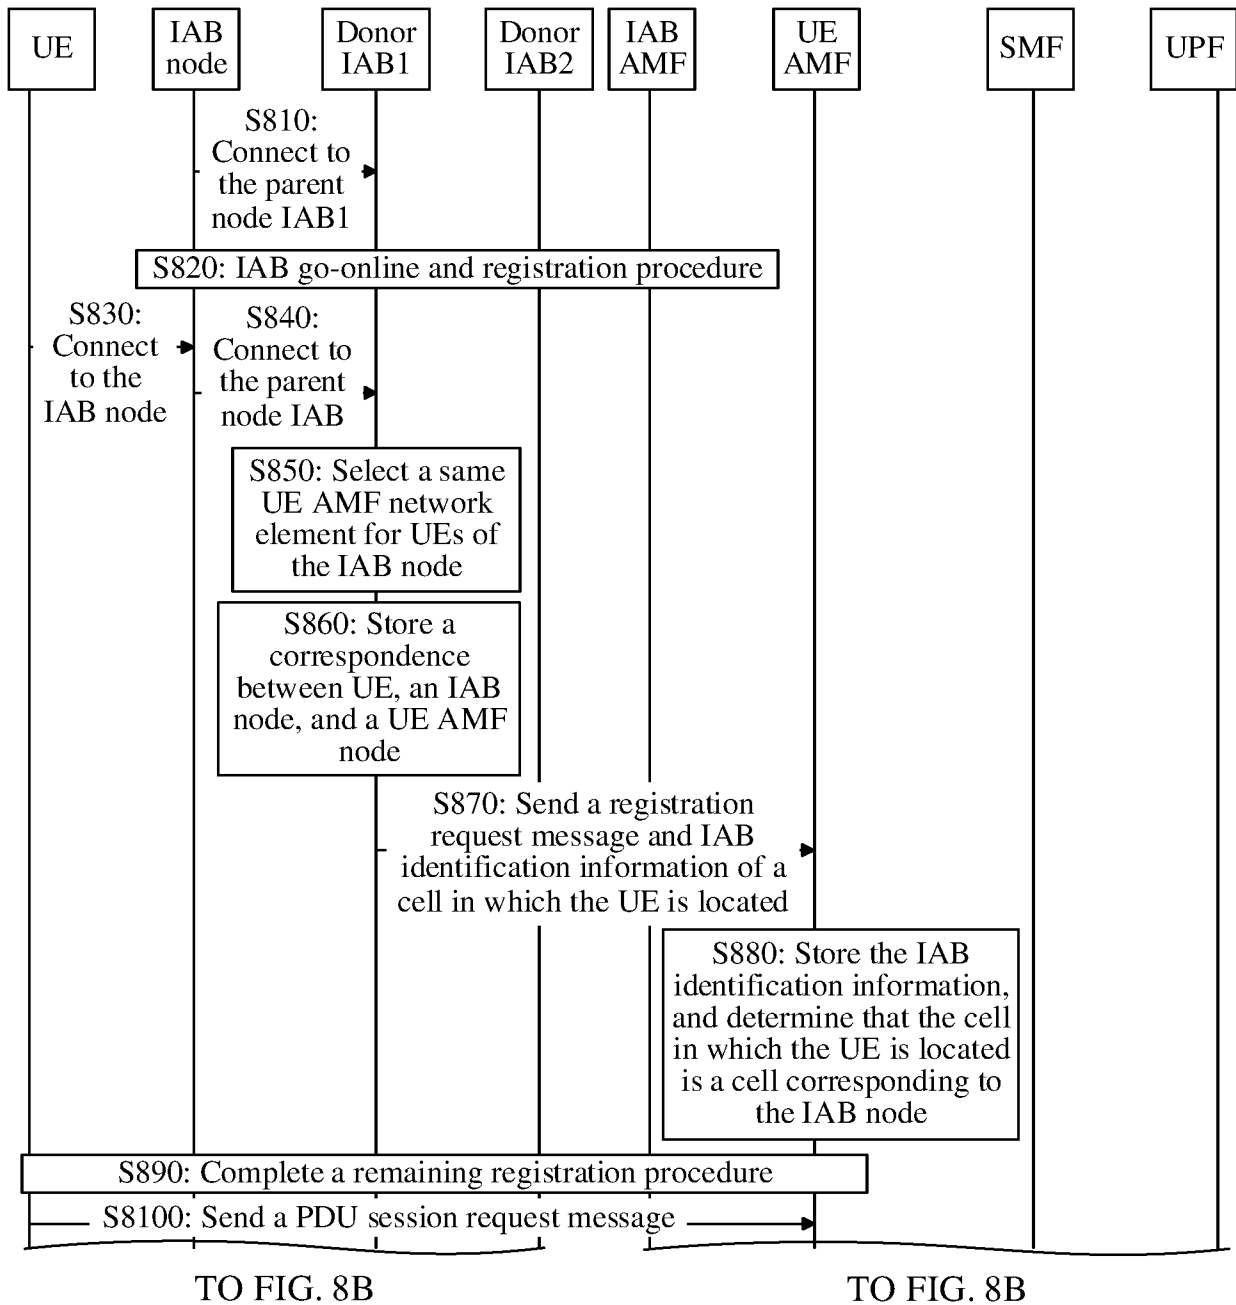 UE
IAB
node
Donor
IAB1
Donor
IAB2
IAB
AMF
UE
AMF
SMF
UPF
S810:
Connect to
the parent
node IAB1
S820: IAB go-online and registration procedure
S830:
Connect
to the
IAB node
S840:
Connect to
the parent
node IAB
S850: Select a same
UE AMF network
element for UEs of
the IAB node
S860: Store a
correspondence
between UE, an IAB
node, and a UE AMF
node
S870: Send a registration
request message and IAB
identification information of a
cell in which the UE is located
S880: Store the IAB
identification information,
and determine that the cell
in which the UE is located
is a cell corresponding to
the IAB node
S890: Complete a remaining registration procedure
S8100: Send a PDU session request message
TO FIG. 8B
TO FIG. 8B